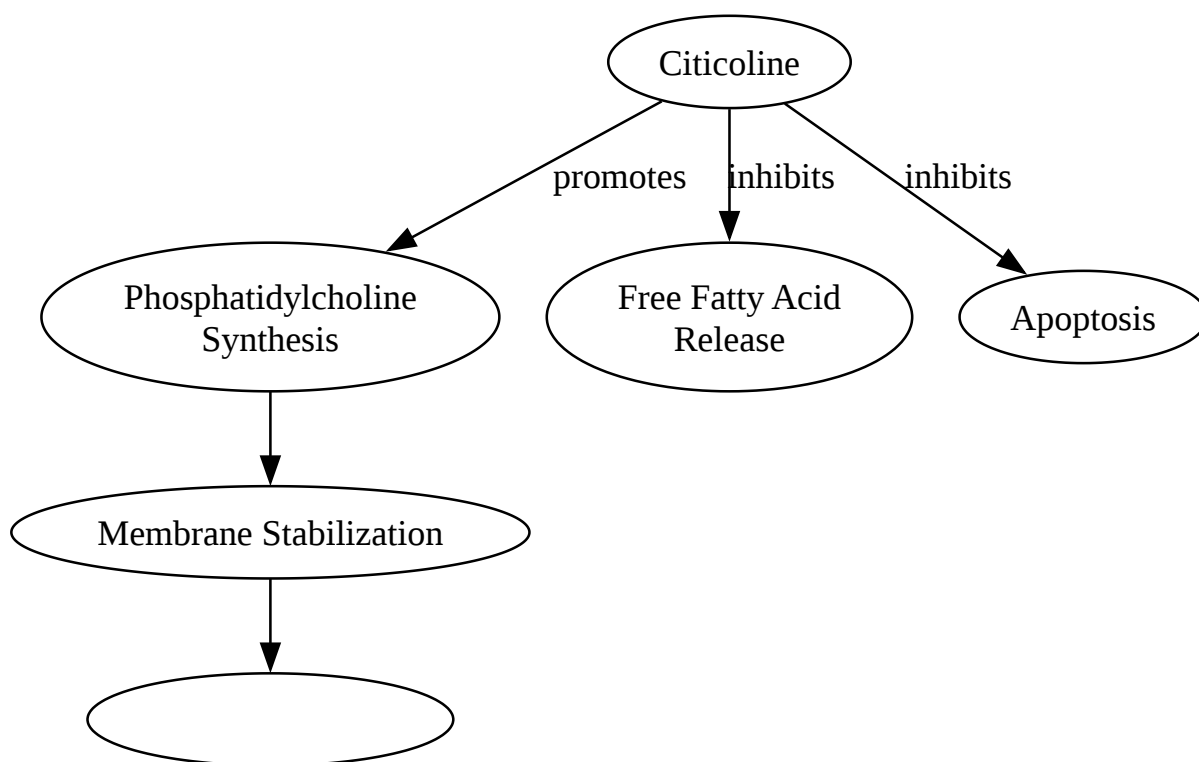 Citicoline
promotes
inhibits
inhibits
Phosphatidylcholine
Synthesis
Free Fatty Acid
Release
Apoptosis
Membrane Stabilization